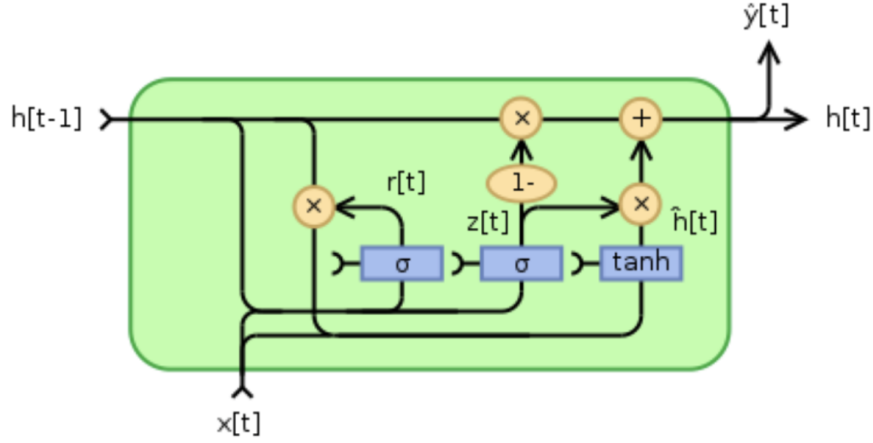 ŷ[t]
h[t-1]
×
+
h[t]
1-
r[t]
×
×
z[t]
ĥ[t]
σ
σ
tanh
x[t]